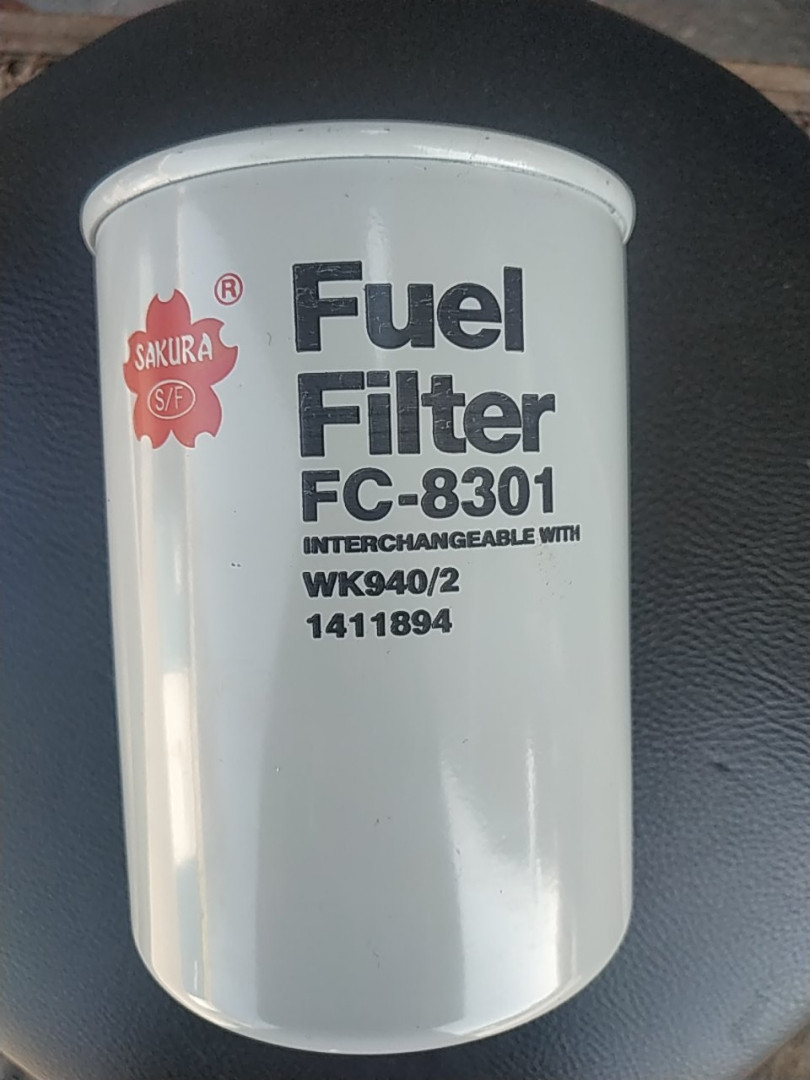 SAKURA
S/F
®
Fuel
Filter
FC-8301
INTERCHANGEABLE WITH
WK940/2
1411894